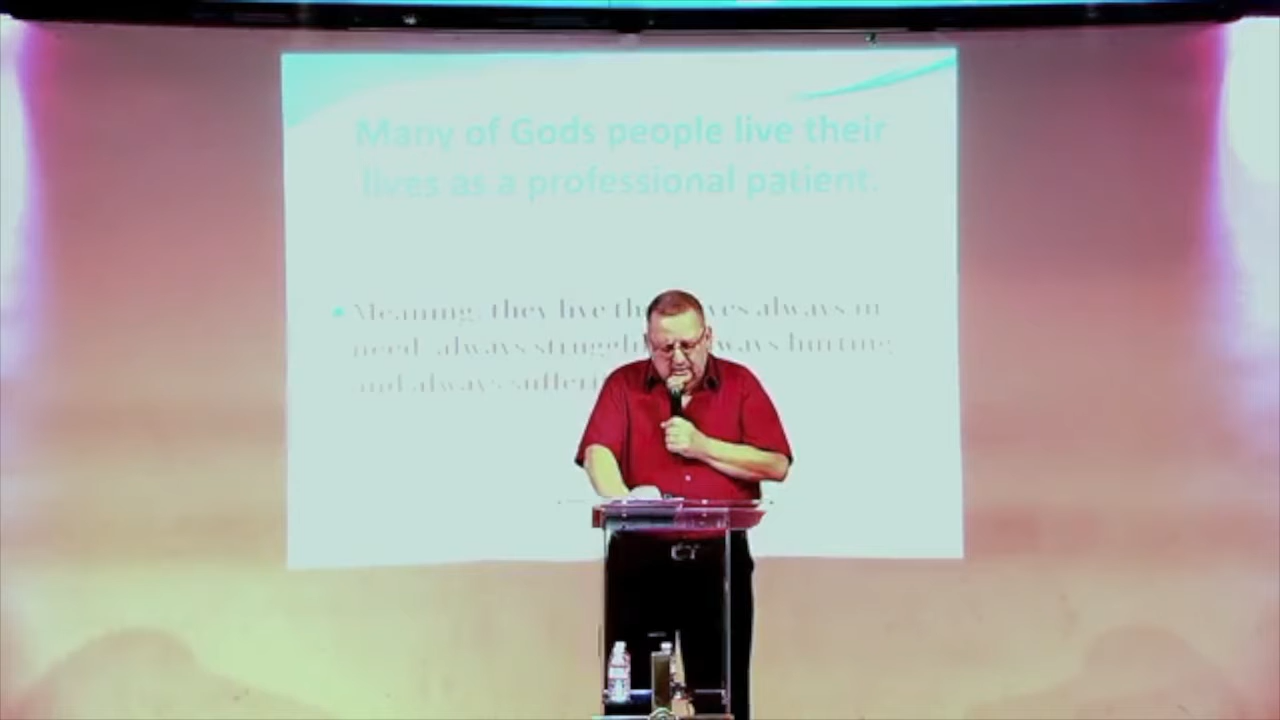 Many of Gods people live their
lives as a professional patient.
Meaning, they live always in
need always always hurting
and always